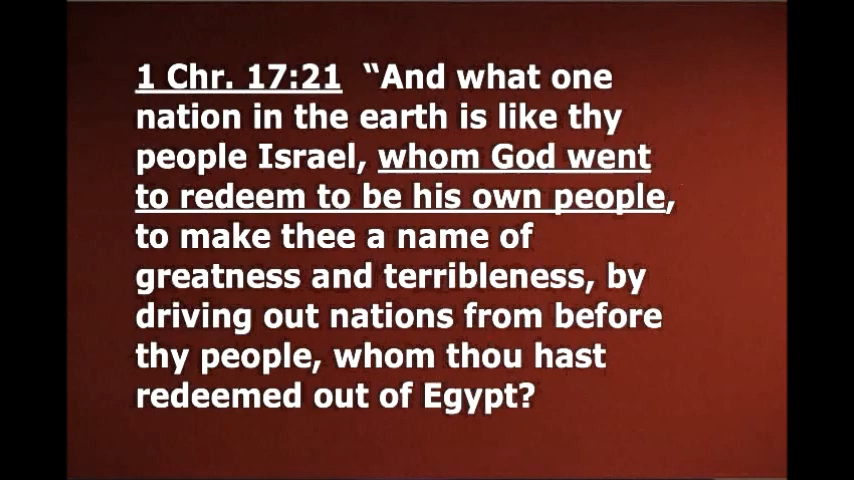 1 Chr. 17:21 “And what one
nation in the earth is like thy
people Israel, whom God went
to redeem to be his own people,
to make thee a name of
greatness and terribleness, by
driving out nations from before
thy people, whom thou hast
redeemed out of Egypt?